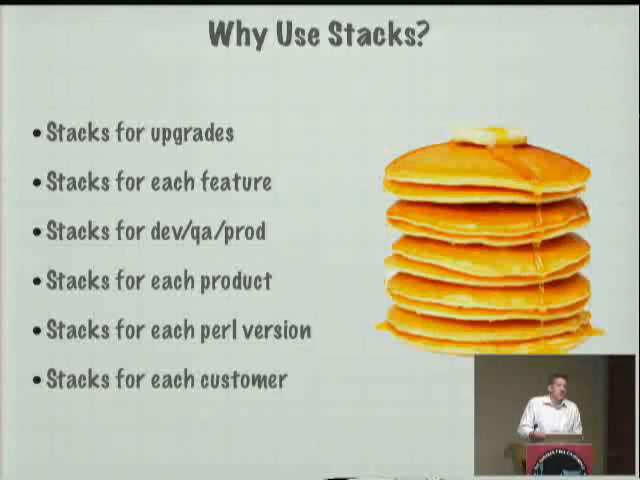 Why Use Stacks?
• Stacks for upgrades
• Stacks for each feature
• Stacks for dev/qa/prod
• Stacks for each product
• Stacks for each perl version
• Stacks for each customer